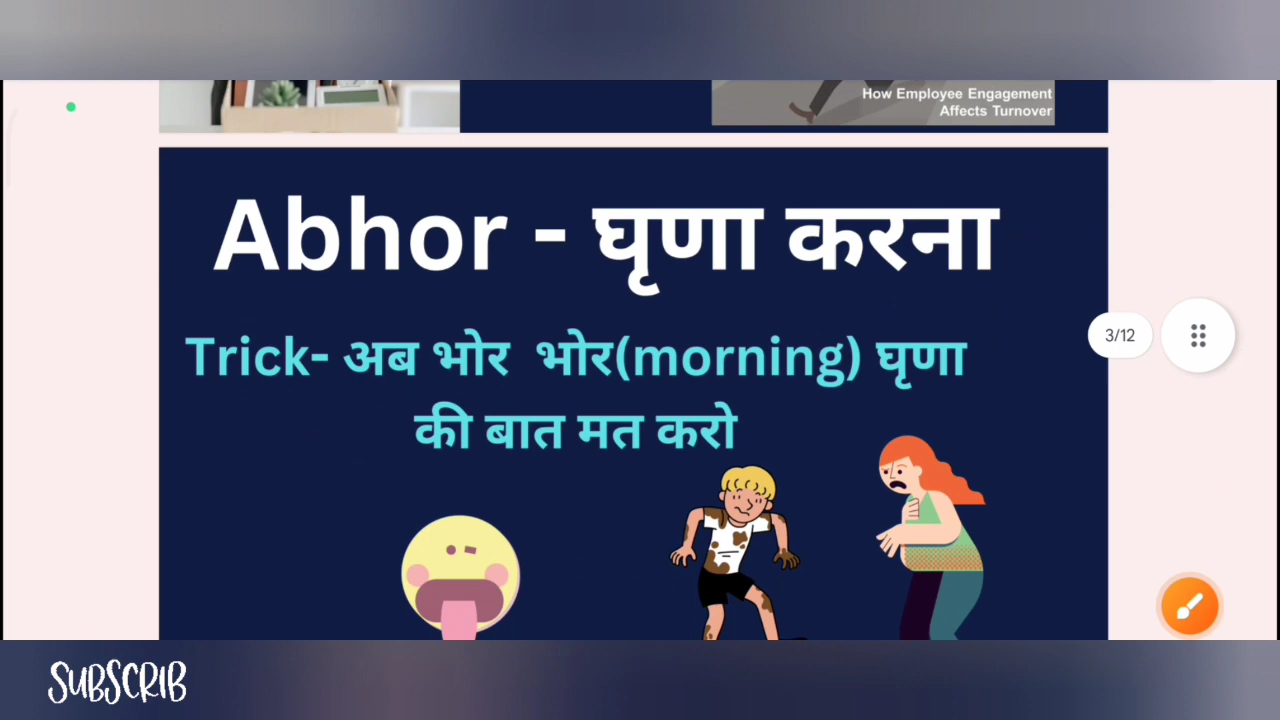 How Employee Engagement
Affects Turnover
Abhor - घृणा करना
Trick- अब भोर भोर(morning) घृणा
की बात मत करो
3/12
SUBSCRIB